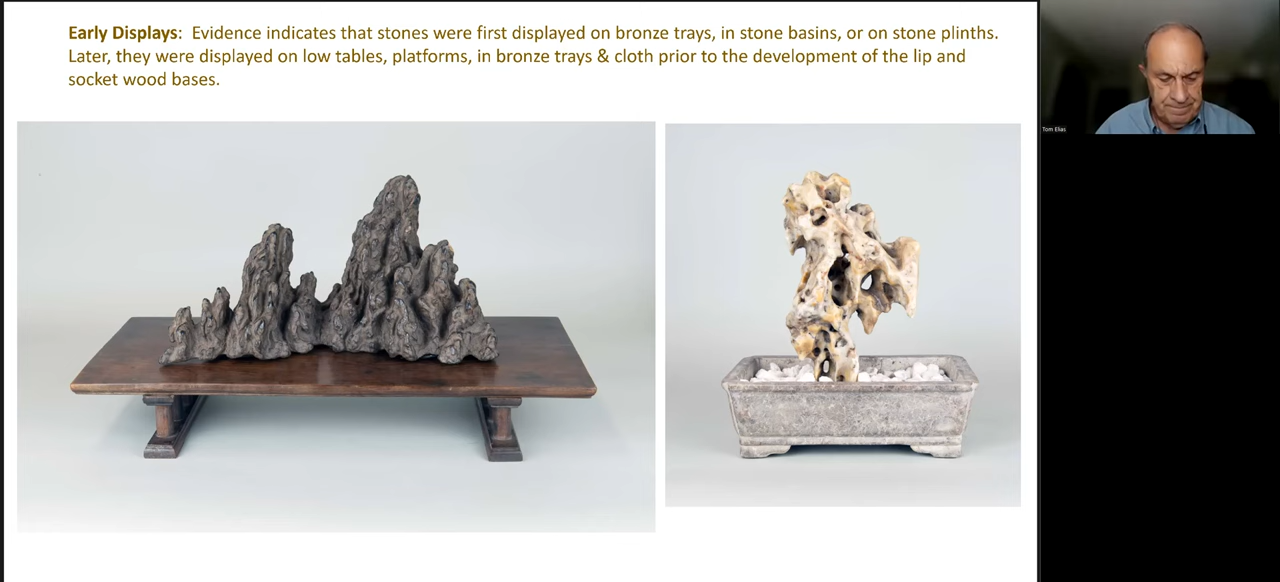 Early Displays:  Evidence indicates that stones were first displayed on bronze trays, in stone basins, or on stone plinths.
Later, they were displayed on low tables, platforms, in bronze trays & cloth prior to the development of the lip and
socket wood bases.
Tom Elias